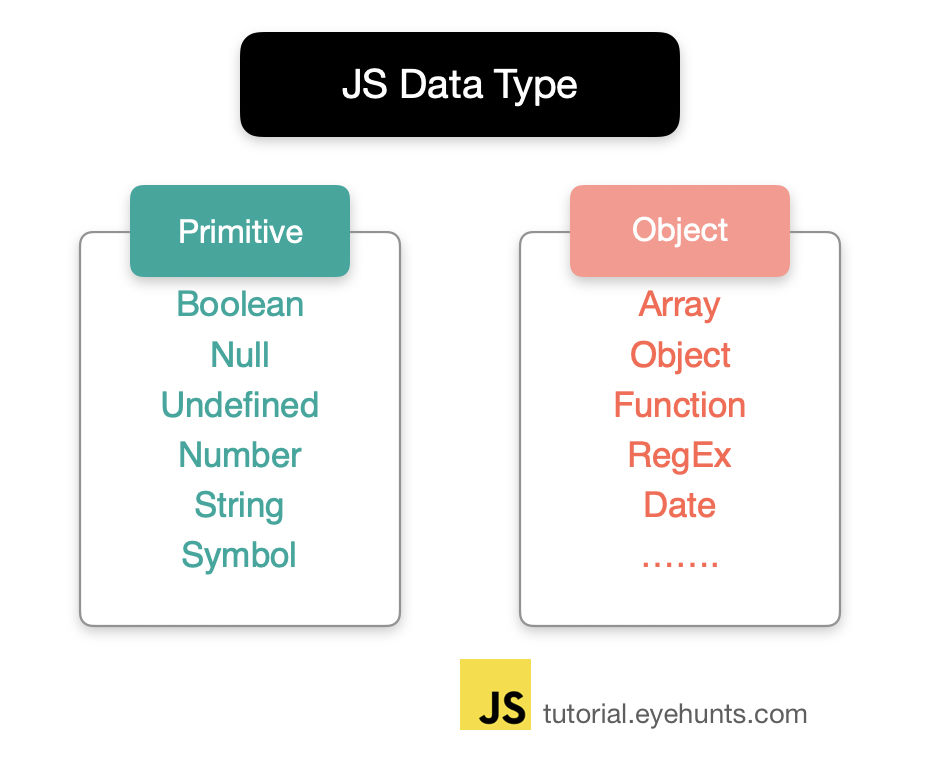 JS Data Type
Primitive
Boolean
Null
Undefined
Number
String
Symbol
Object
Array
Object
Function
RegEx
Date
.......
JS tutorial.eyehunts.com